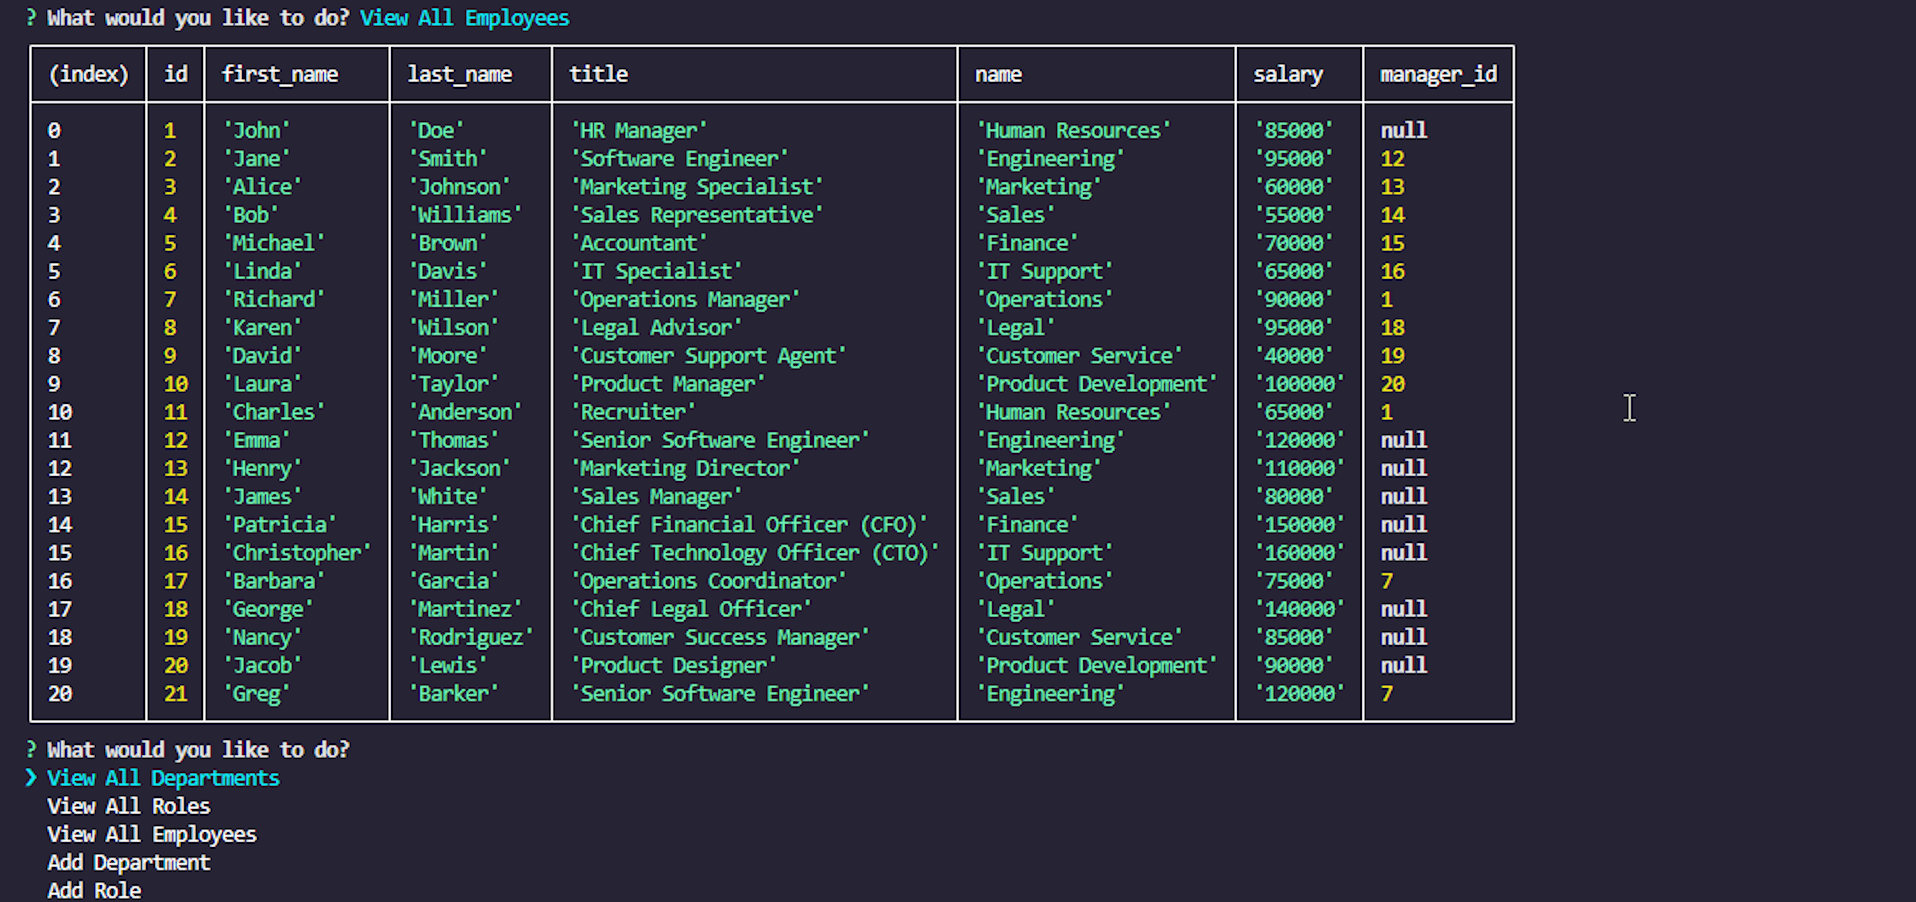 ? What would you like to do? View All Employees
(index) id first_name last_name title name salary manager_id
0 1 'John' 'Doe' 'HR Manager' 'Human Resources' '85000' null
1 2 'Jane' 'Smith' 'Software Engineer' 'Engineering' '95000' 12
2 3 'Alice' 'Johnson' 'Marketing Specialist' 'Marketing' '60000' 13
3 4 'Bob' 'Williams' 'Sales Representative' 'Sales' '55000' 14
4 5 'Michael' 'Brown' 'Accountant' 'Finance' '70000' 15
5 6 'Linda' 'Davis' 'IT Specialist' 'IT Support' '65000' 16
6 7 'Richard' 'Miller' 'Operations Manager' 'Operations' '90000' 1
7 8 'Karen' 'Wilson' 'Legal Advisor' 'Legal' '95000' 18
8 9 'David' 'Moore' 'Customer Support Agent' 'Customer Service' '40000' 19
9 10 'Laura' 'Taylor' 'Product Manager' 'Product Development' '100000' 20
10 11 'Charles' 'Anderson' 'Recruiter' 'Human Resources' '65000' 1
11 12 'Emma' 'Thomas' 'Senior Software Engineer' 'Engineering' '120000' null
12 13 'Henry' 'Jackson' 'Marketing Director' 'Marketing' '110000' null
13 14 'James' 'White' 'Sales Manager' 'Sales' '80000' null
14 15 'Patricia' 'Harris' 'Chief Financial Officer (CFO)' 'Finance' '150000' null
15 16 'Christopher' 'Martin' 'Chief Technology Officer (CTO)' 'IT Support' '160000' null
16 17 'Barbara' 'Garcia' 'Operations Coordinator' 'Operations' '75000' 7
17 18 'George' 'Martinez' 'Chief Legal Officer' 'Legal' '140000' null
18 19 'Nancy' 'Rodriguez' 'Customer Success Manager' 'Customer Service' '85000' null
19 20 'Jacob' 'Lewis' 'Product Designer' 'Product Development' '90000' null
20 21 'Greg' 'Barker' 'Senior Software Engineer' 'Engineering' '120000' 7
? What would you like to do?
❯ View All Departments
View All Roles
View All Employees
Add Department
Add Role